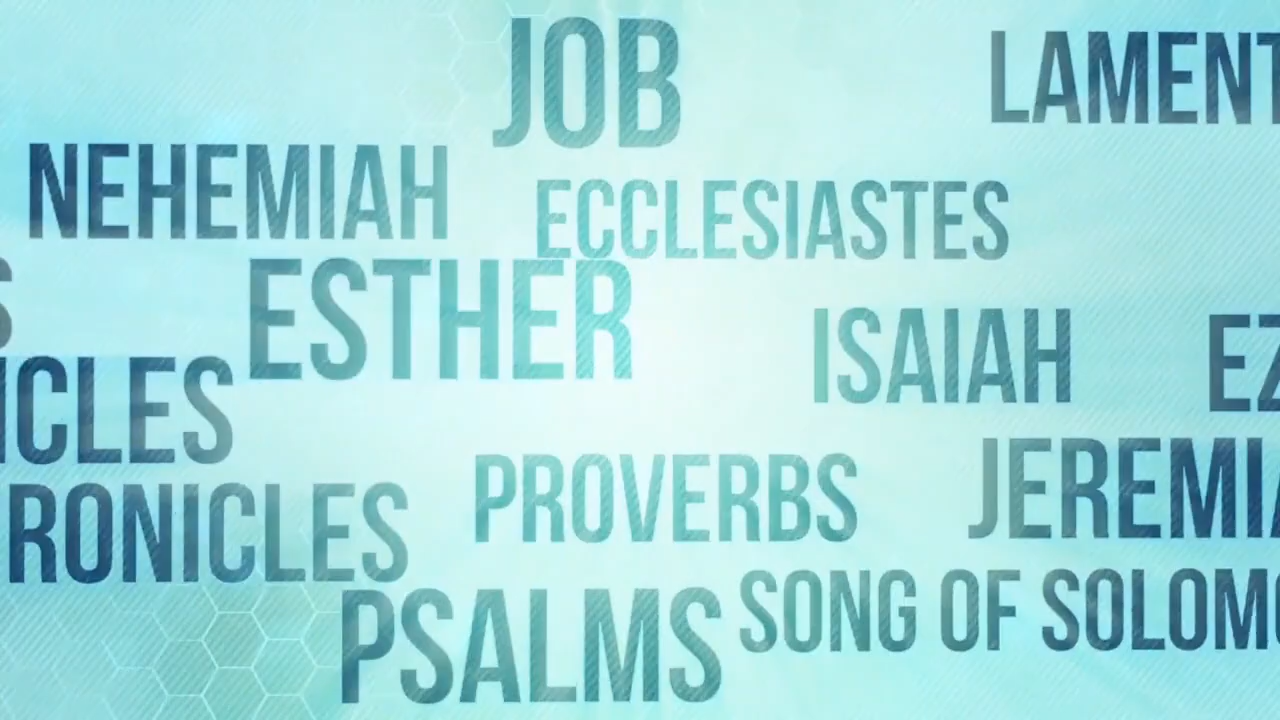 JOB
LAMENT
NEHEMIAH
ECCLESIASTES
S
ESTHER
ISAIAH
EZ
ICLES
JEREMIA
PROVERBS
RONICLES
SONG OF SOLOMO
PSALMS